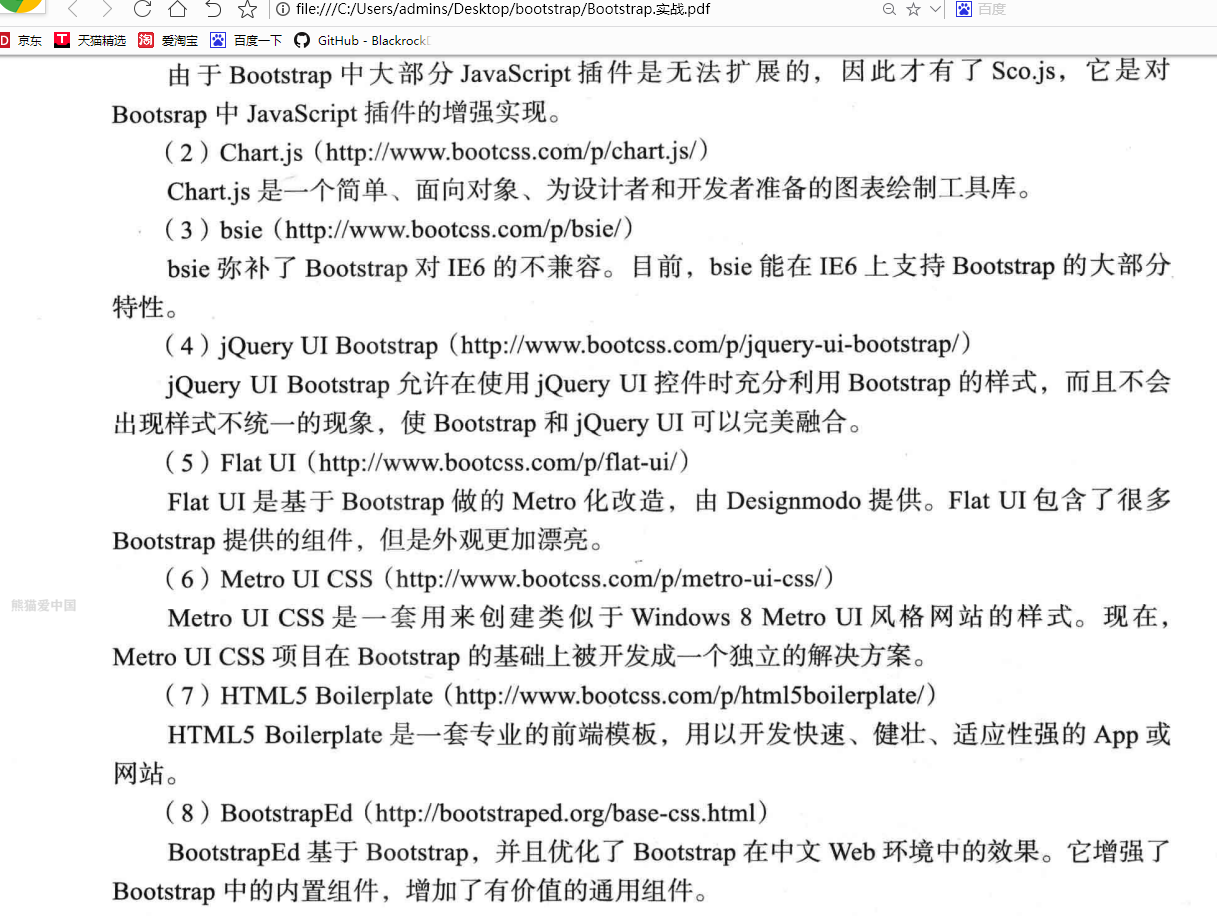 file:///C:/Users/admins/Desktop/bootstrap/Bootstrap.实战.pdf
百度
D 京东 T 天猫精选 淘 爱淘宝 百度一下 GitHub - Blackrock
由于 Bootstrap 中大部分 JavaScript 插件是无法扩展的，因此才有了 Sco.js，它是对
Bootsrap 中 JavaScript 插件的增强实现。
（2）Chart.js（http://www.bootcss.com/p/chart.js/）
Chart.js 是一个简单、面向对象、为设计者和开发者准备的图表绘制工具库。
（3）bsie（http://www.bootcss.com/p/bsie/）
bsie 弥补了 Bootstrap 对 IE6 的不兼容。目前，bsie 能在 IE6 上支持 Bootstrap 的大部分
特性。
（4）jQuery UI Bootstrap（http://www.bootcss.com/p/jquery-ui-bootstrap/）
jQuery UI Bootstrap 允许在使用 jQuery UI 控件时充分利用 Bootstrap 的样式，而且不会
出现样式不统一的现象，使 Bootstrap 和 jQuery UI 可以完美融合。
（5）Flat UI（http://www.bootcss.com/p/flat-ui/）
Flat UI 是基于 Bootstrap 做的 Metro 化改造，由 Designmodo 提供。Flat UI 包含了很多
Bootstrap 提供的组件，但是外观更加漂亮。
（6）Metro UI CSS（http://www.bootcss.com/p/metro-ui-css/）
熊猫爱中国
Metro UI CSS 是一套用来创建类似于 Windows 8 Metro UI 风格网站的样式。现在，
Metro UI CSS 项目在 Bootstrap 的基础上被开发成一个独立的解决方案。
（7）HTML5 Boilerplate（http://www.bootcss.com/p/html5boilerplate/）
HTML5 Boilerplate 是一套专业的前端模板，用以开发快速、健壮、适应性强的 App 或
网站。
（8）BootstrapEd（http://bootstraped.org/base-css.html）
BootstrapEd 基于 Bootstrap，并且优化了 Bootstrap 在中文 Web 环境中的效果。它增强了
Bootstrap 中的内置组件，增加了有价值的通用组件。